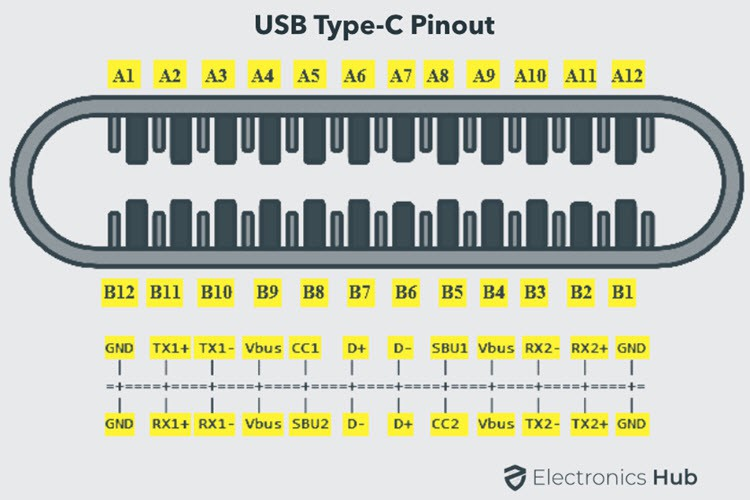 USB Type-C Pinout
A1 A2 A3 A4 A5 A6 A7 A8 A9 A10 A11 A12
B12 B11 B10 B9 B8 B7 B6 B5 B4 B3 B2 B1
GND TX1+ TX1- Vbus CC1 D+ D- SBU1 Vbus RX2- RX2+ GND
GND RX1+ RX1- Vbus SBU2 D- D+ CC2 Vbus TX2- TX2+ GND
Electronics Hub